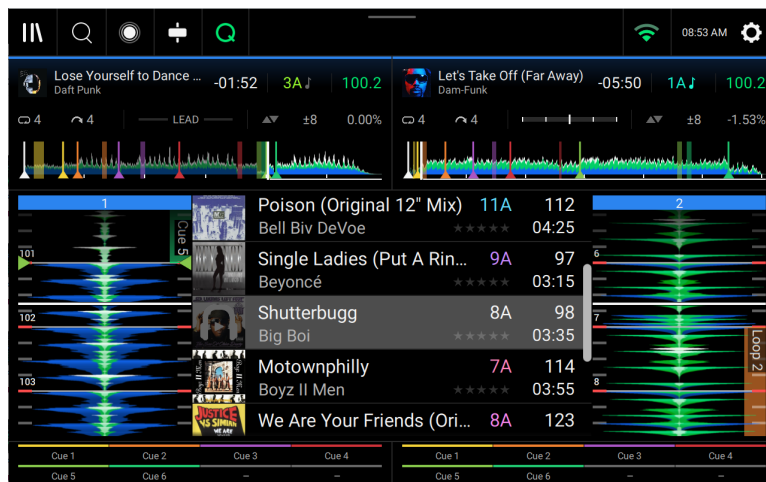 08:53 AM
Lose Yourself to Dance ...
Daft Punk
-01:52
3A
100.2
Let's Take Off (Far Away)
Dam-Funk
-05:50
1A
100.2
4
4
LEAD
±8
0.00%
4
4
±8
-1.53%
1
2
Cue 5
101
102
103
Poison (Original 12" Mix) 11A 112
Bell Biv DeVoe 04:25
Single Ladies (Put A Rin... 9A 97
Beyoncé 03:15
Shutterbugg 8A 98
Big Boi 03:35
Motownphilly 7A 114
Boyz II Men 03:55
JUSTICE
VS SIMIAN
WE ARE
We Are Your Friends (Ori... 8A 123
6
7
8
Loop 2
Cue 1 Cue 2 Cue 3 Cue 4
Cue 5 Cue 6 – –
Cue 1 Cue 2 Cue 3 Cue 4
Cue 5 Cue 6 – –